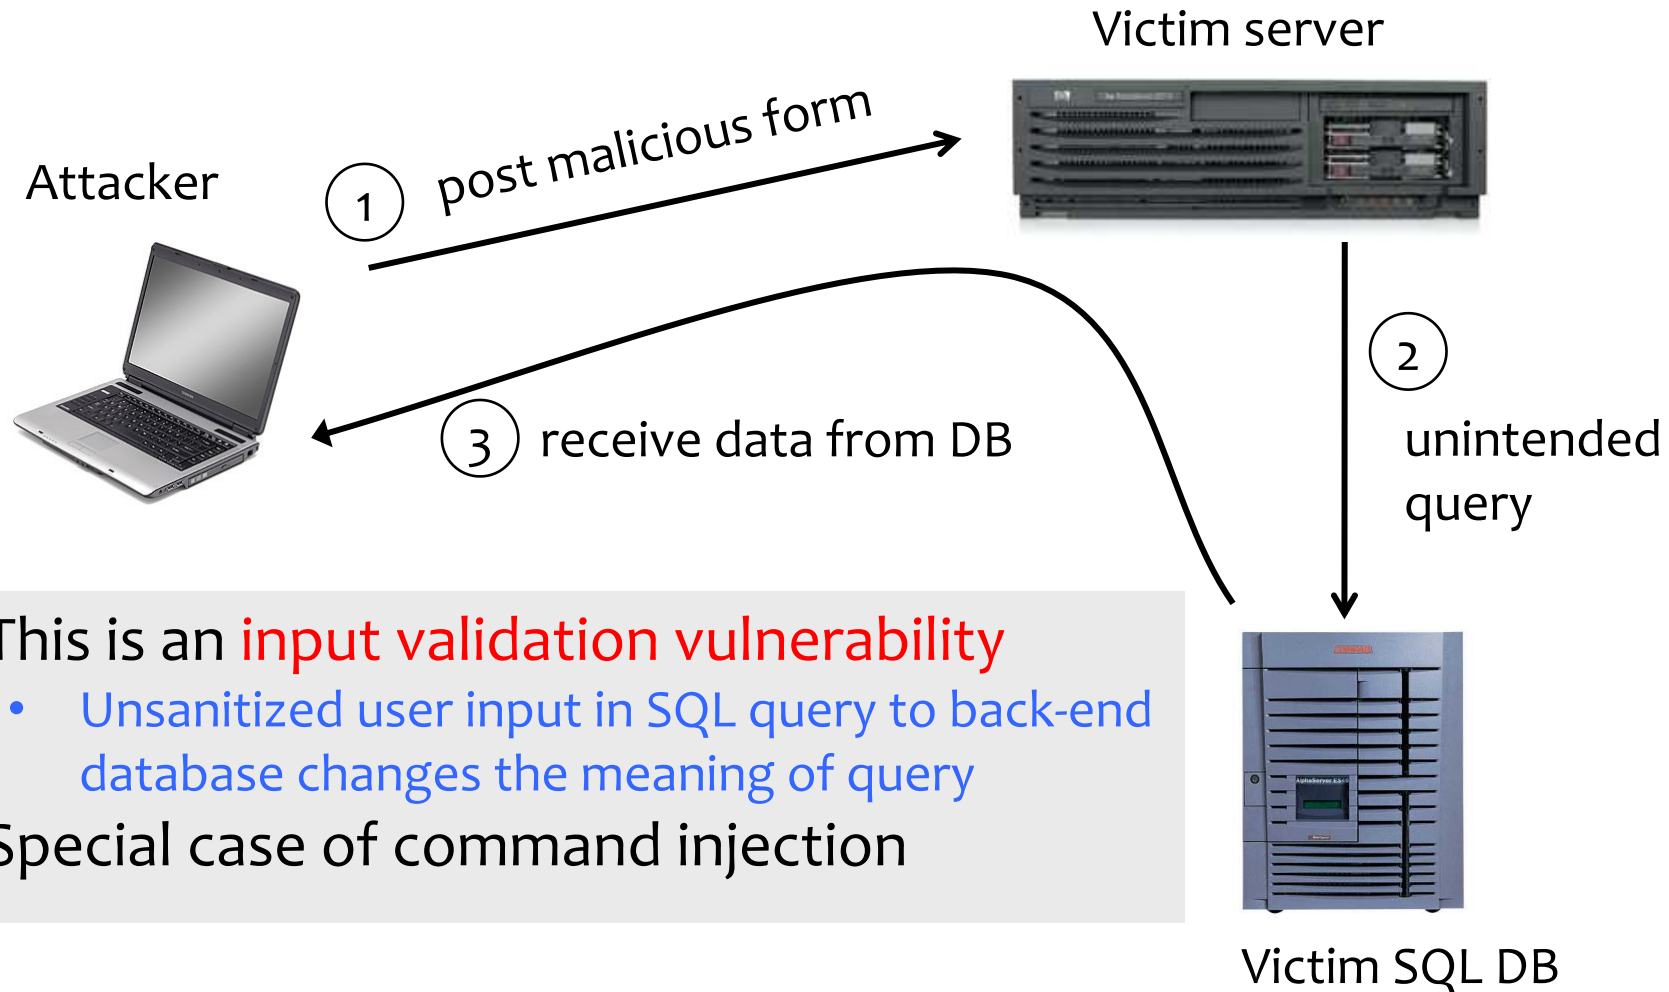 Victim server
Attacker
1 post malicious form
2
unintended
query
3 receive data from DB
This is an input validation vulnerability
• Unsanitized user input in SQL query to back-end
database changes the meaning of query
Special case of command injection
Victim SQL DB